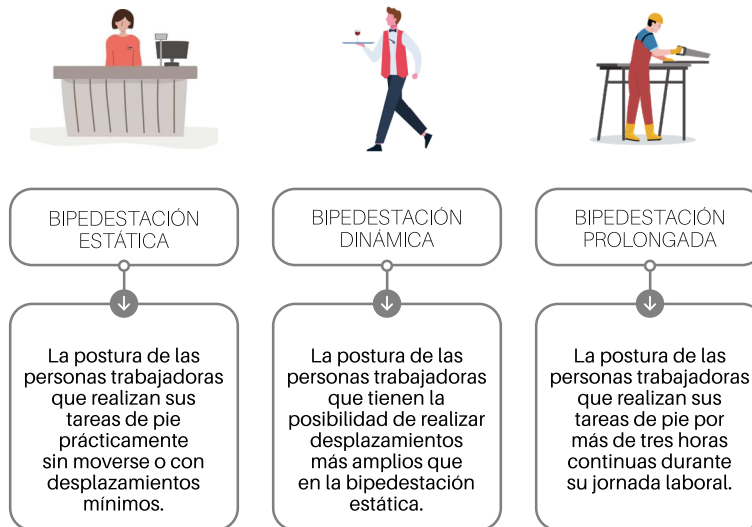 BIPEDESTACIÓN
ESTÁTICA
La postura de las
personas trabajadoras
que realizan sus
tareas de pie
prácticamente
sin moverse o con
desplazamientos
mínimos.
BIPEDESTACIÓN
DINÁMICA
La postura de las
personas trabajadoras
que tienen la
posibilidad de realizar
desplazamientos
más amplios que
en la bipedestación
estática.
BIPEDESTACIÓN
PROLONGADA
La postura de las
personas trabajadoras
que realizan sus
tareas de pie por
más de tres horas
continuas durante
su jornada laboral.